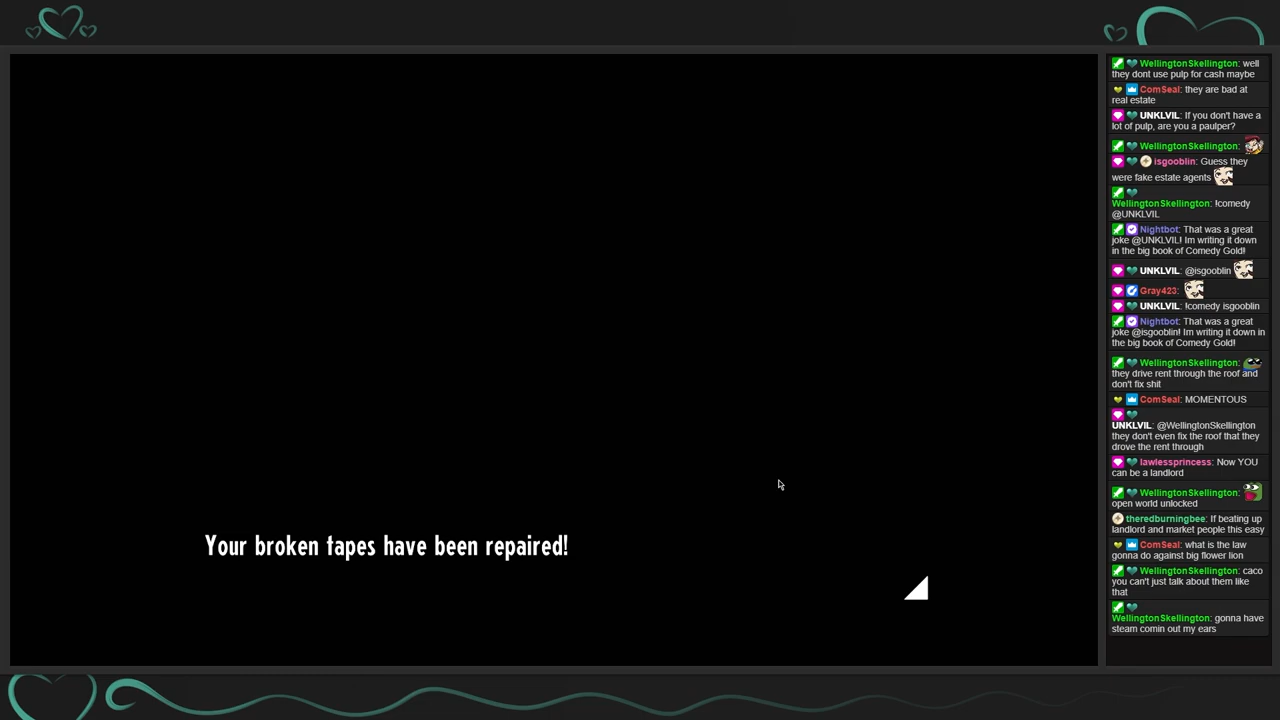 Your broken tapes have been repaired!
WellingtonSkellington: well
they dont use pulp for cash maybe
ComSeal: they are bad at
real estate
UNKLVIL: If you don't have a
lot of pulp, are you a paulper?
WellingtonSkellington:
isgooblin: Guess they
were fake estate agents
WellingtonSkellington: !comedy
@UNKLVIL
Nightbot: That was a great
joke @UNKLVIL! Im writing it down
in the big book of Comedy Gold!
UNKLVIL: @isgooblin
Gray423:
UNKLVIL: !comedy isgooblin
Nightbot: That was a great
joke @isgooblin! Im writing it down in
the big book of Comedy Gold!
WellingtonSkellington:
they drive rent through the roof and
don't fix shit
ComSeal: MOMENTOUS
UNKLVIL: @WellingtonSkellington
they don't even fix the roof that they
drove the rent through
lawlessprincess: Now YOU
can be a landlord
WellingtonSkellington:
open world unlocked
theredburningbee: If beating up
landlord and market people this easy
ComSeal: what is the law
gonna do against big flower lion
WellingtonSkellington: caco
you can't just talk about them like
that
WellingtonSkellington: gonna have
steam comin out my ears